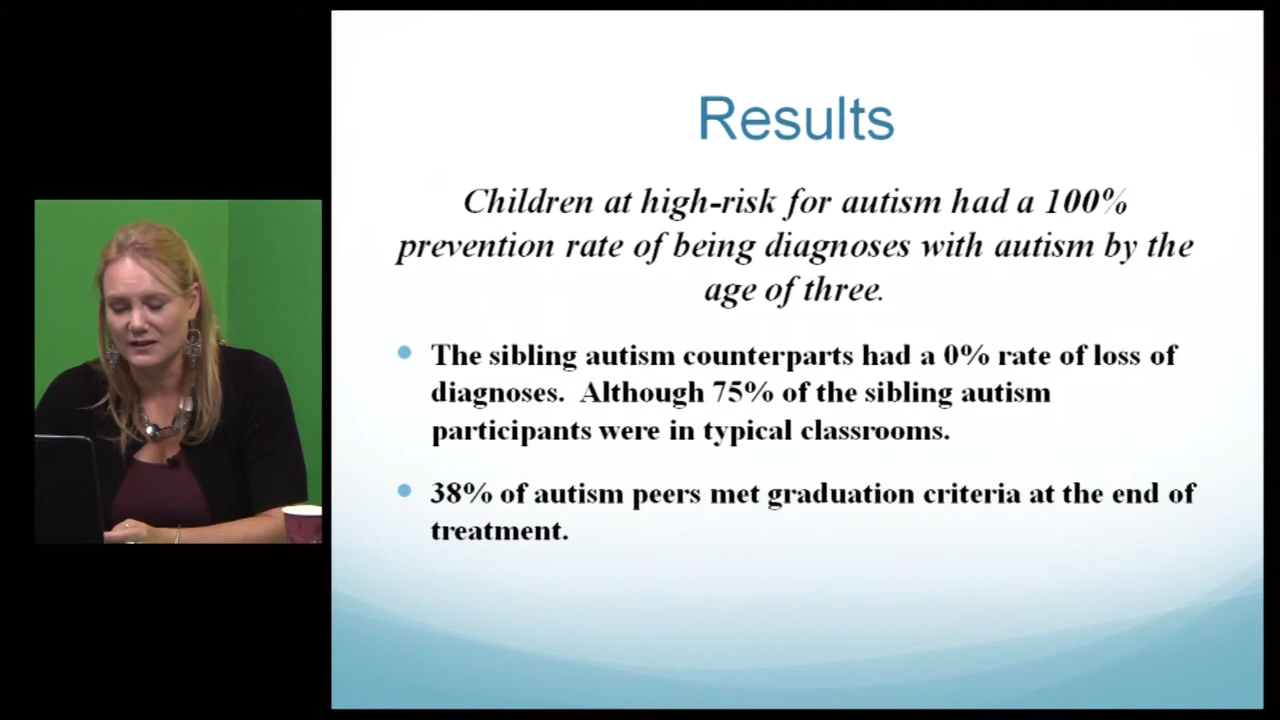 Results
Children at high-risk for autism had a 100%
prevention rate of being diagnoses with autism by the
age of three.
The sibling autism counterparts had a 0% rate of loss of
diagnoses.  Although 75% of the sibling autism
participants were in typical classrooms.
38% of autism peers met graduation criteria at the end of
treatment.